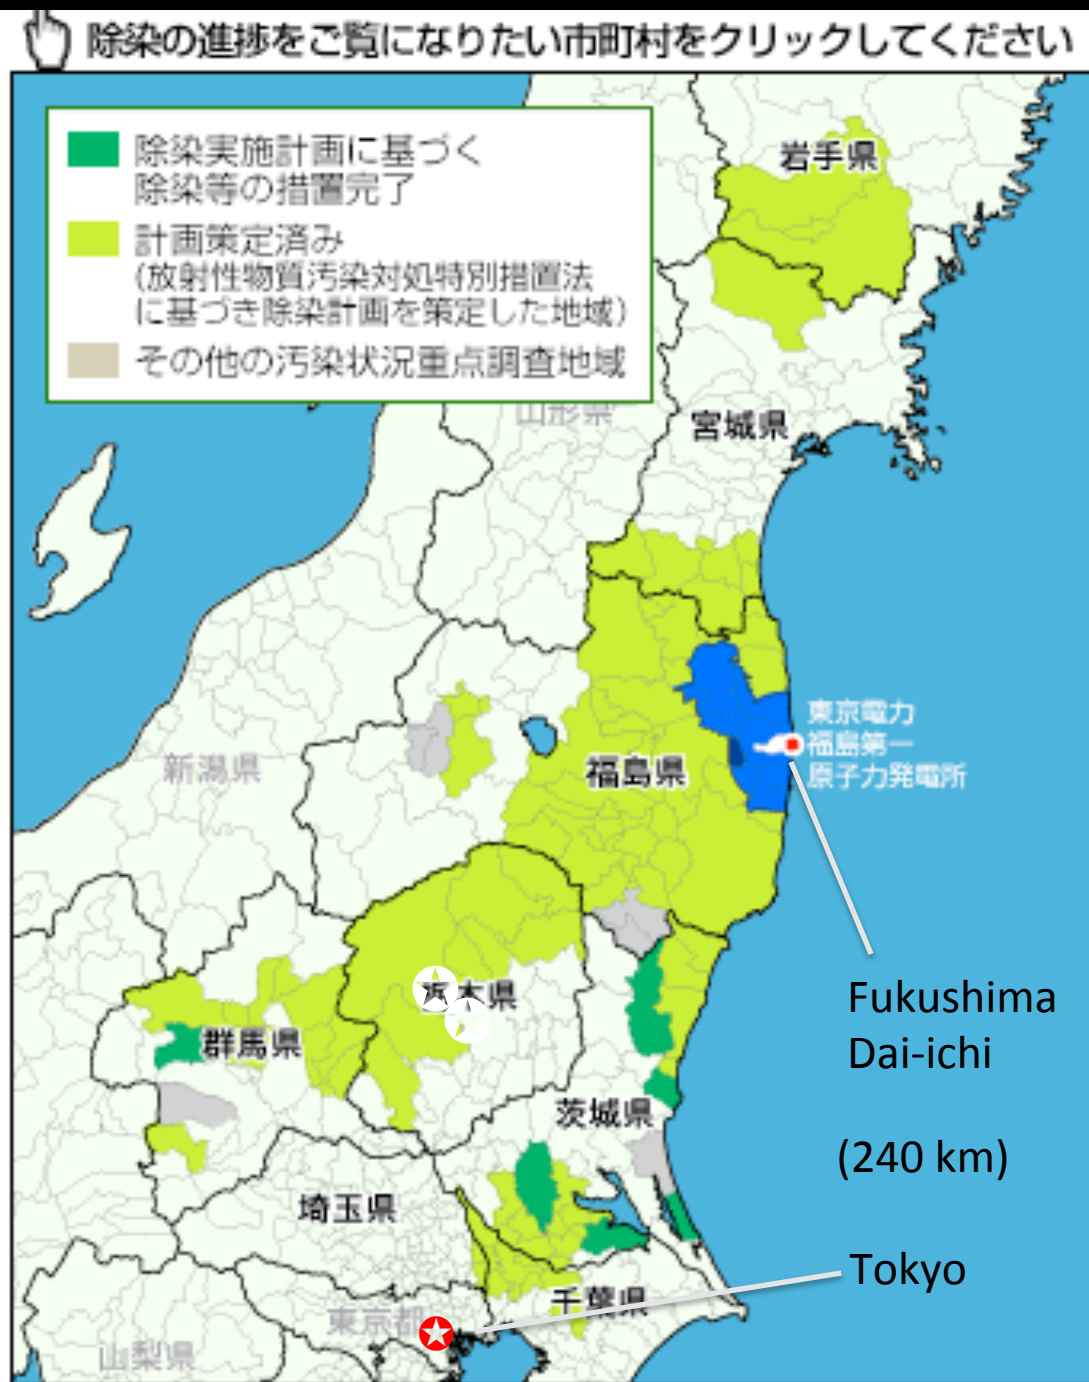 除染の進捗をご覧になりたい市町村をクリックしてください
除染実施計画に基づく
除染等の措置完了
計画策定済み
(放射性物質汚染対処特別措置法
に基づき除染計画を策定した地域)
その他の汚染状況重点調査地域
岩手県
山形県
宮城県
新潟県
福島県
東京電力
福島第一
原子力発電所
栃木県
群馬県
Fukushima
Dai-ichi
茨城県
(240 km)
埼玉県
Tokyo
千葉県
東京都
山梨県